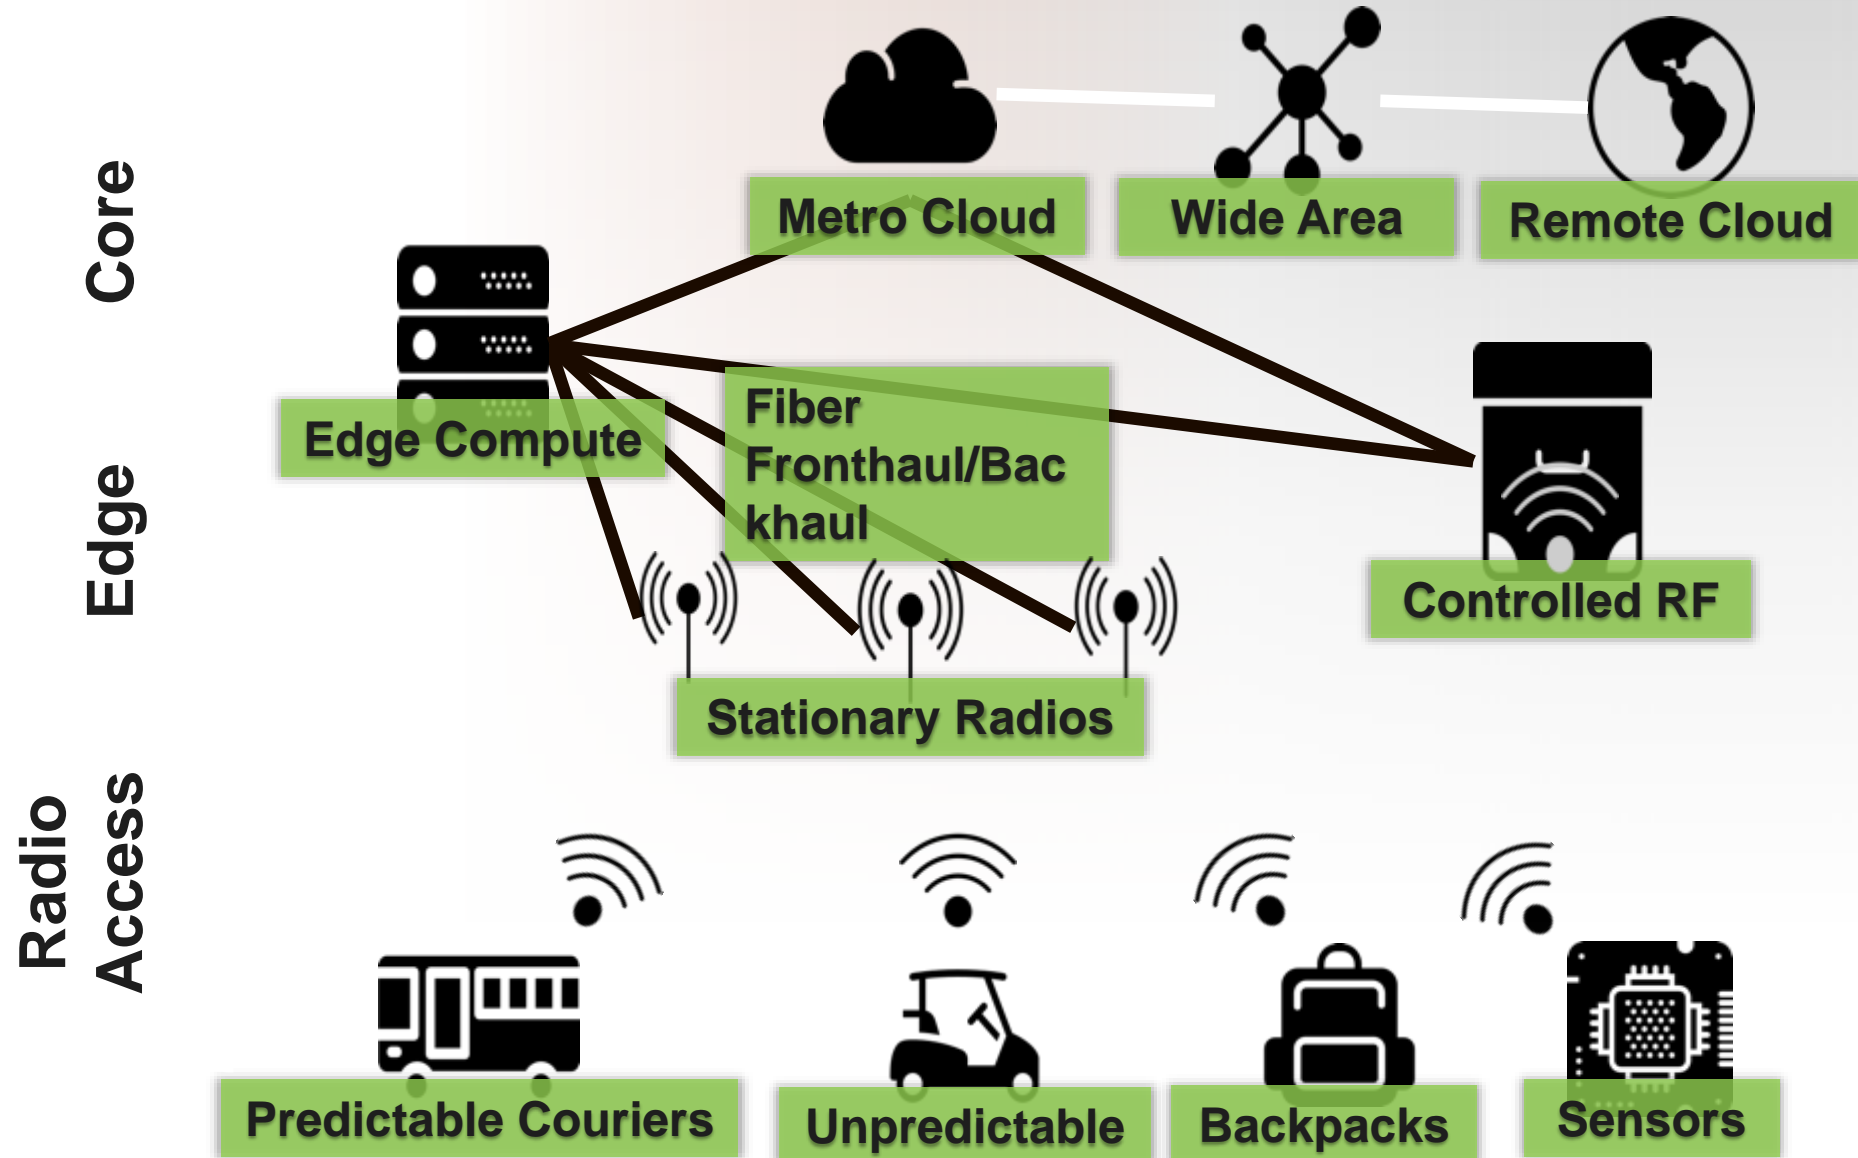 Core
Metro Cloud
Wide Area
Remote Cloud
Edge
Edge Compute
Fiber
Fronthaul/Bac
khaul
Controlled RF
Stationary Radios
Radio
Access
Predictable Couriers
Unpredictable
Backpacks
Sensors